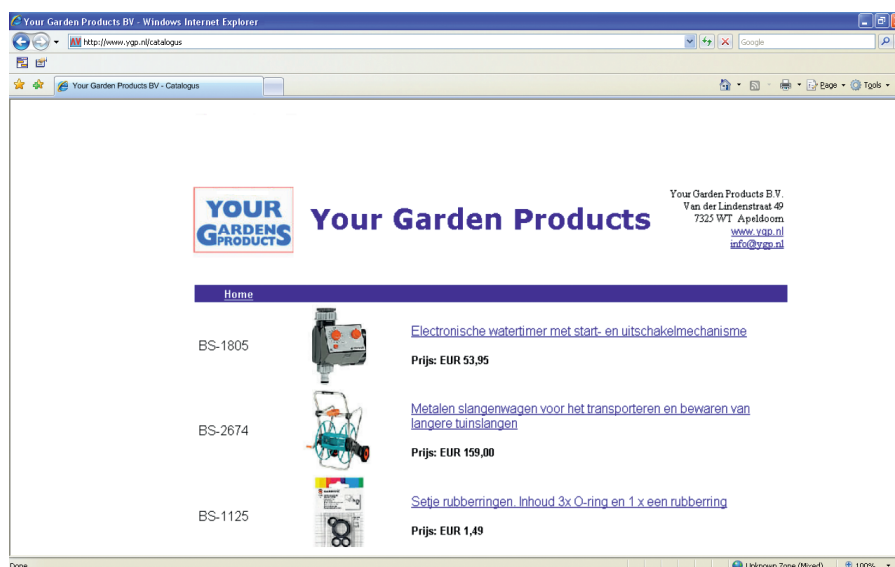 Your Garden Products BV - Windows Internet Explorer
http://www.ygp.nl/catalogus
Google
Your Garden Products BV - Catalogus
Page
Tools
YOUR
GARDENS
PRODUCTS
Your Garden Products
Your Garden Products B.V.
Van der Lindenstraat 49
7325 WT Apeldoorn
www.ygp.nl
info@ygp.nl
Home
BS-1805
Electronische watertimer met start- en uitschakelmechanisme
Prijs: EUR 53,95
BS-2674
Metalen slangenwagen voor het transporteren en bewaren van
langere tuinslangen
Prijs: EUR 159,00
BS-1125
Setje rubberringen. Inhoud 3x O-ring en 1 x een rubberring
Prijs: EUR 1,49
Done
Unknown Zone (Mixed)
100%